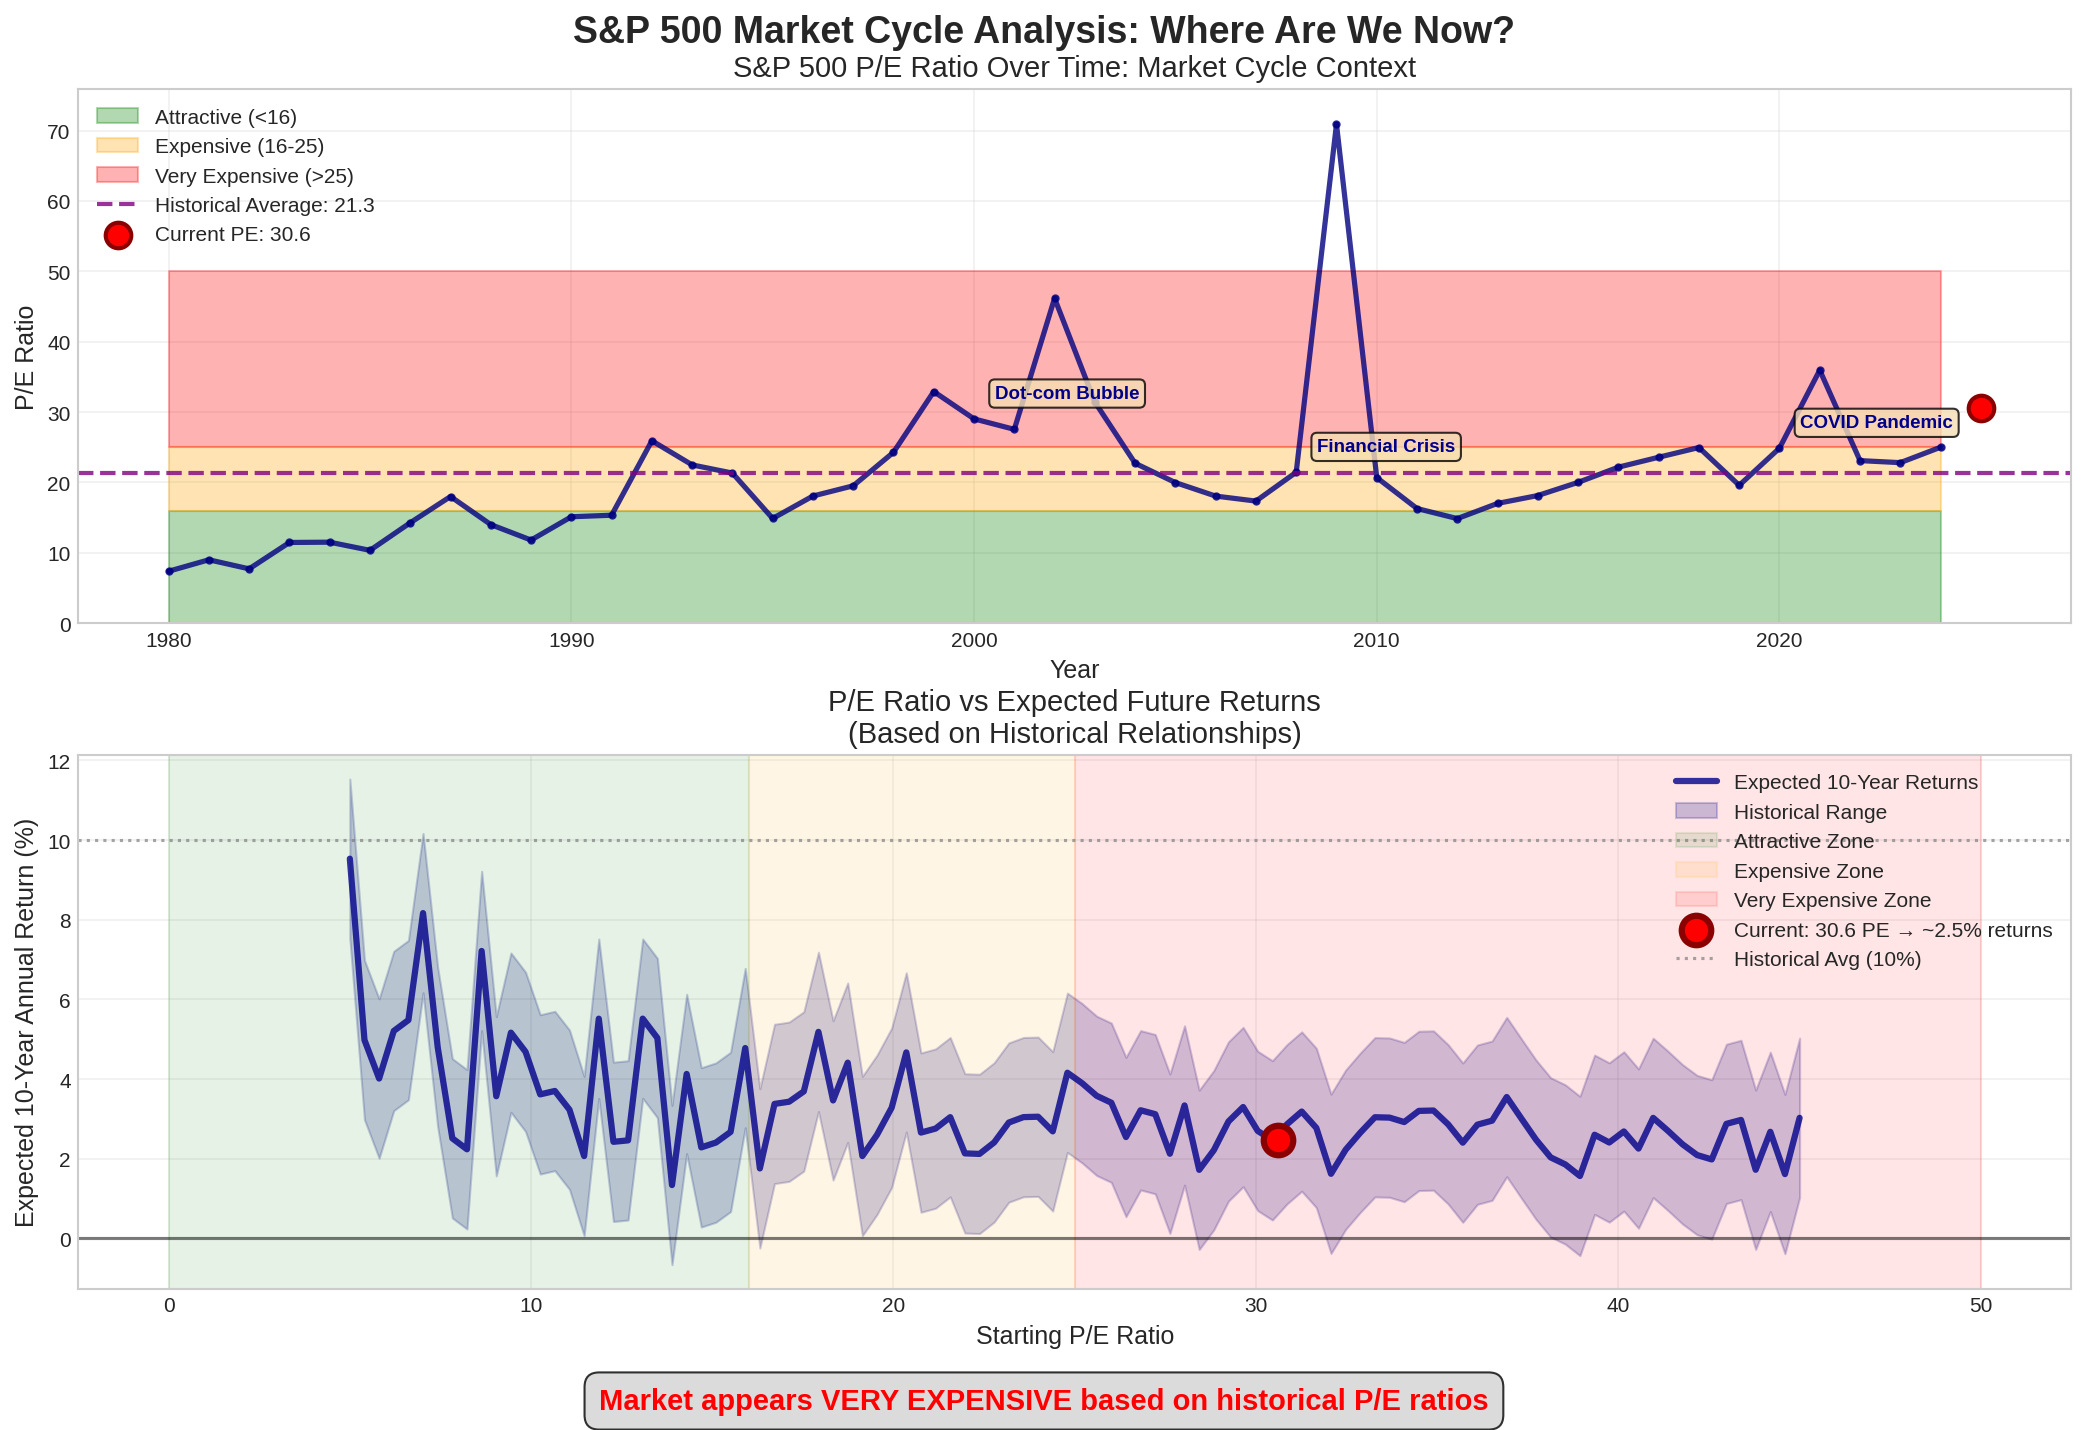 S&P 500 Market Cycle Analysis: Where Are We Now?
S&P 500 P/E Ratio Over Time: Market Cycle Context
Attractive (<16)
Expensive (16-25)
Very Expensive (>25)
Historical Average: 21.3
Current PE: 30.6
P/E Ratio
70
60
50
40
30
20
10
0
Dot-com Bubble
Financial Crisis
COVID Pandemic
1980
1990
2000
2010
2020
Year
P/E Ratio vs Expected Future Returns
(Based on Historical Relationships)
Expected 10-Year Annual Return (%)
12
10
8
6
4
2
0
Expected 10-Year Returns
Historical Range
Attractive Zone
Expensive Zone
Very Expensive Zone
Current: 30.6 PE → ~2.5% returns
Historical Avg (10%)
0
10
20
30
40
50
Starting P/E Ratio
Market appears VERY EXPENSIVE based on historical P/E ratios